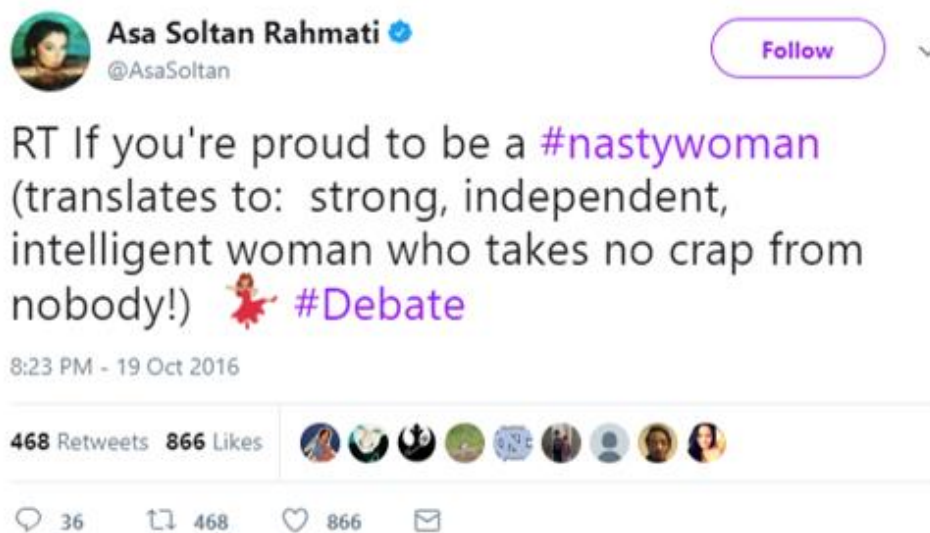 Asa Soltan Rahmati
Follow
@AsaSoltan
RT If you're proud to be a #nastywoman
(translates to:  strong, independent,
intelligent woman who takes no crap from
nobody!) 💃 #Debate
8:23 PM - 19 Oct 2016
468 Retweets 866 Likes
36 468 866